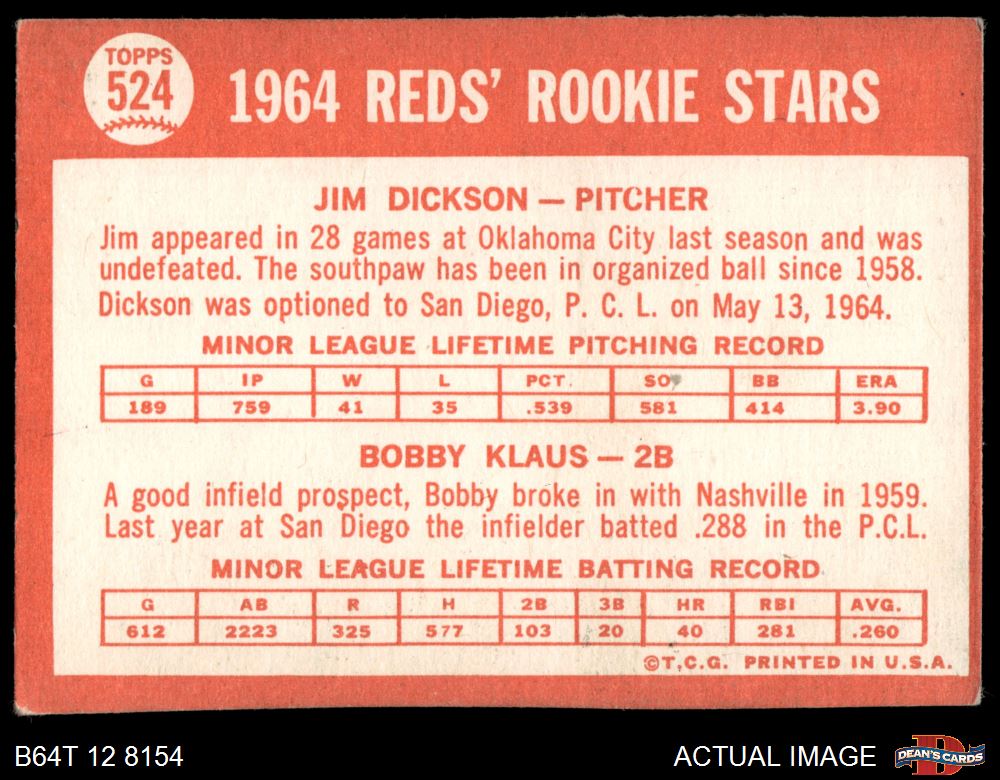 TOPPS
524
1964 REDS' ROOKIE STARS
JIM DICKSON — PITCHER
Jim appeared in 28 games at Oklahoma City last season and was
undefeated. The southpaw has been in organized ball since 1958.
Dickson was optioned to San Diego, P. C. L. on May 13, 1964.
MINOR LEAGUE LIFETIME PITCHING RECORD
G IP W L PCT. SO BB ERA
189 759 41 35 .539 581 414 3.90
BOBBY KLAUS — 2B
A good infield prospect, Bobby broke in with Nashville in 1959.
Last year at San Diego the infielder batted .288 in the P.C.L.
MINOR LEAGUE LIFETIME BATTING RECORD
G AB R H 2B 3B HR RBI AVG.
612 2223 325 577 103 20 40 281 .260
©T.C.G. PRINTED IN U.S.A.
B64T 12 8154 ACTUAL IMAGE
D
DEAN'S CARDS